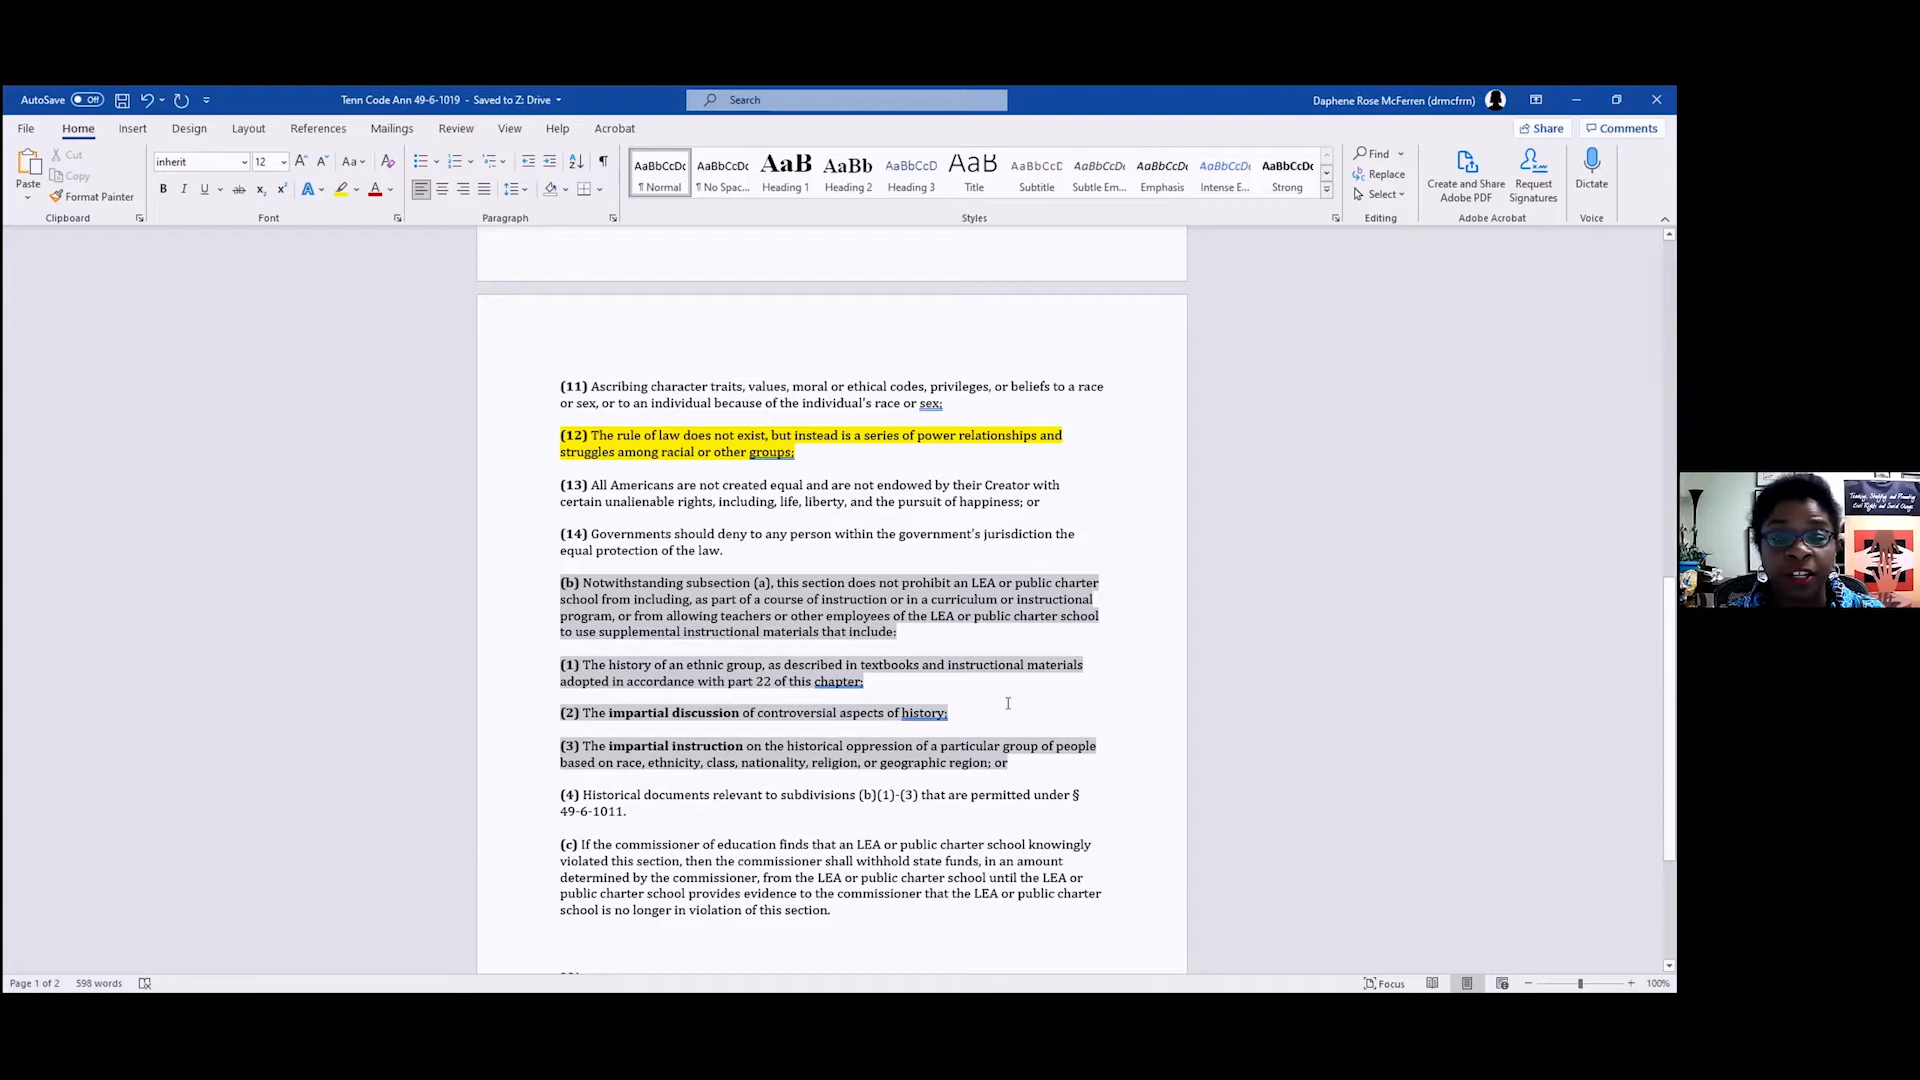 AutoSave Off Tenn Code Ann 49-6-1019 - Saved to Z: Drive Search Daphene Rose McFerren (drmcfrrn)
File Home Insert Design Layout References Mailings Review View Help Acrobat Share Comments
Paste Cut Copy Format Painter
Clipboard
inherit 12
Font
Paragraph
AaBbCcDc AaBbCcDc AaB AaBb AaBbCcD AaB AaBbCcC AaBbCcDc AaBbCcDc AaBbCcDc AaBbCcDc
¶ Normal ¶ No Spac... Heading 1 Heading 2 Heading 3 Title Subtitle Subtle Em... Emphasis Intense E... Strong
Styles
Find
Replace
Select
Editing
Create and Share Adobe PDF
Request Signatures
Adobe Acrobat
Dictate
Voice
(11) Ascribing character traits, values, moral or ethical codes, privileges, or beliefs to a race
or sex, or to an individual because of the individual's race or sex;
(12) The rule of law does not exist, but instead is a series of power relationships and
struggles among racial or other groups;
(13) All Americans are not created equal and are not endowed by their Creator with
certain unalienable rights, including, life, liberty, and the pursuit of happiness; or
(14) Governments should deny to any person within the government's jurisdiction the
equal protection of the law.
(b) Notwithstanding subsection (a), this section does not prohibit an LEA or public charter
school from including, as part of a course of instruction or in a curriculum or instructional
program, or from allowing teachers or other employees of the LEA or public charter school
to use supplemental instructional materials that include:
(1) The history of an ethnic group, as described in textbooks and instructional materials
adopted in accordance with part 22 of this chapter;
(2) The impartial discussion of controversial aspects of history;
(3) The impartial instruction on the historical oppression of a particular group of people
based on race, ethnicity, class, nationality, religion, or geographic region; or
(4) Historical documents relevant to subdivisions (b)(1)-(3) that are permitted under §
49-6-1011.
(c) If the commissioner of education finds that an LEA or public charter school knowingly
violated this section, then the commissioner shall withhold state funds, in an amount
determined by the commissioner, from the LEA or public charter school until the LEA or
public charter school provides evidence to the commissioner that the LEA or public charter
school is no longer in violation of this section.
Teaching, Studying and Promoting
Civil Rights and Social Change
Page 1 of 2 598 words Focus 100%